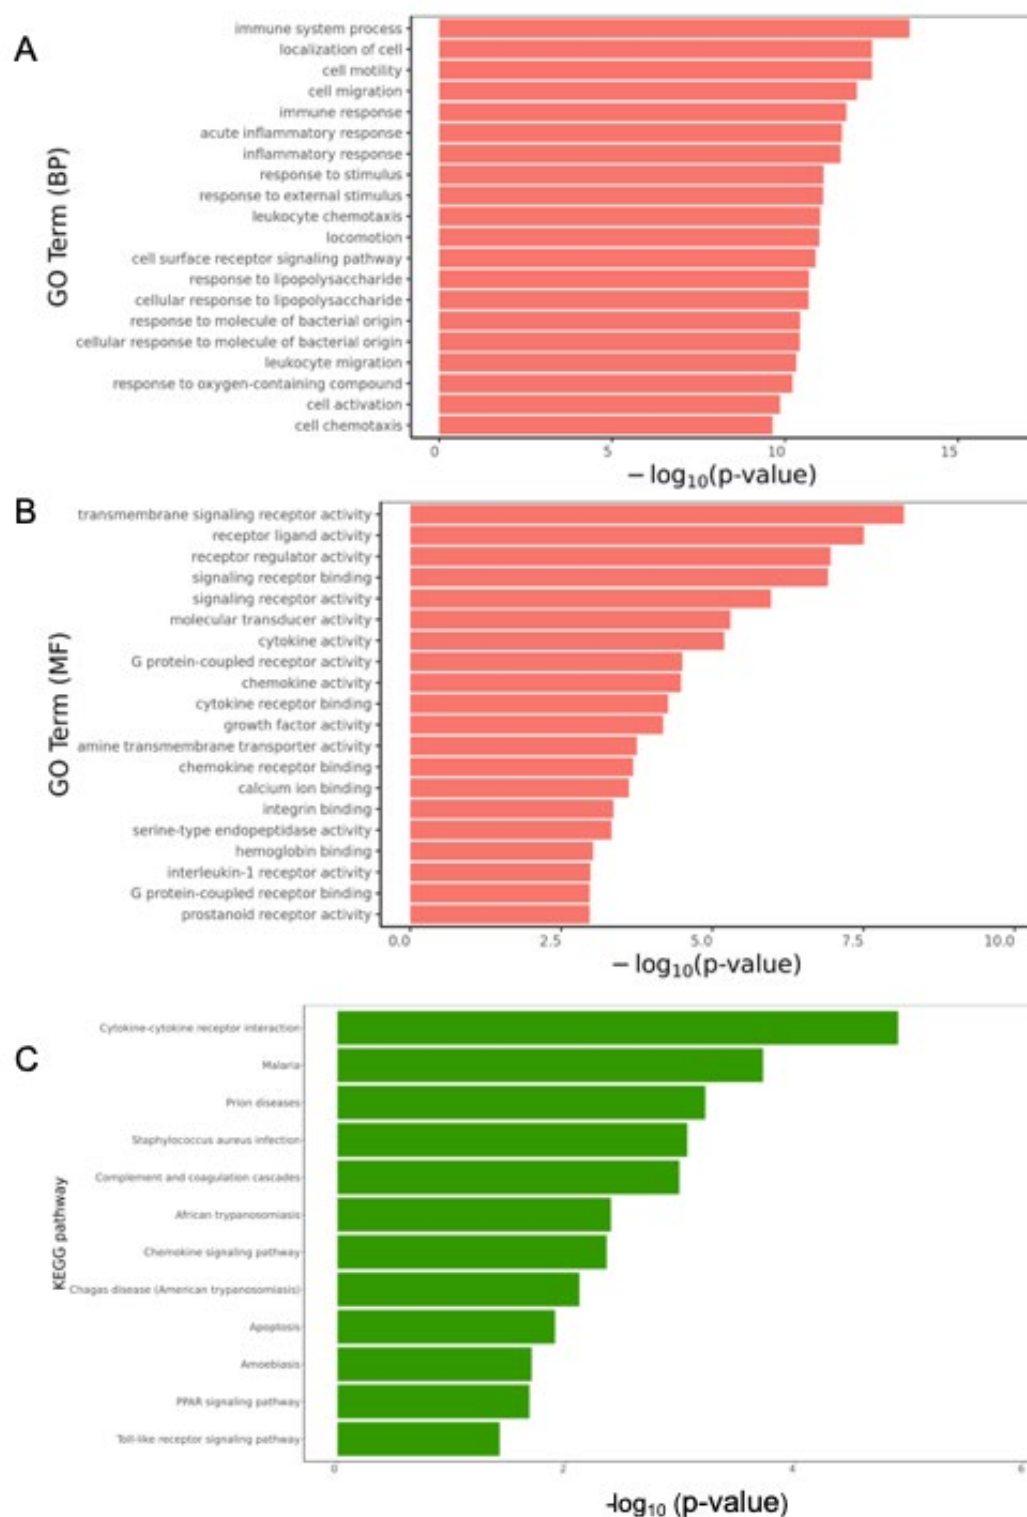 A
GO Term (BP)
immune system process
localization of cell
cell motility
cell migration
immune response
acute inflammatory response
inflammatory response
response to stimulus
response to external stimulus
leukocyte chemotaxis
locomotion
cell surface receptor signaling pathway
response to lipopolysaccharide
cellular response to lipopolysaccharide
response to molecule of bacterial origin
cellular response to molecule of bacterial origin
leukocyte migration
response to oxygen-containing compound
cell activation
cell chemotaxis
0 5 10 15
−log₁₀(p-value)
B
GO Term (MF)
transmembrane signaling receptor activity
receptor ligand activity
receptor regulator activity
signaling receptor binding
signaling receptor activity
molecular transducer activity
cytokine activity
G protein-coupled receptor activity
chemokine activity
cytokine receptor binding
growth factor activity
amine transmembrane transporter activity
chemokine receptor binding
calcium ion binding
integrin binding
serine-type endopeptidase activity
hemoglobin binding
interleukin-1 receptor activity
G protein-coupled receptor binding
prostanoid receptor activity
0.0 2.5 5.0 7.5 10.0
−log₁₀(p-value)
C
KEGG pathway
Cytokine-cytokine receptor interaction
Malaria
Prion diseases
Staphylococcus aureus infection
Complement and coagulation cascades
African trypanosomiasis
Chemokine signaling pathway
Chagas disease (American trypanosomiasis)
Apoptosis
Amoebiasis
PPAR signaling pathway
Toll-like receptor signaling pathway
0 2 4 6
-log₁₀ (p-value)